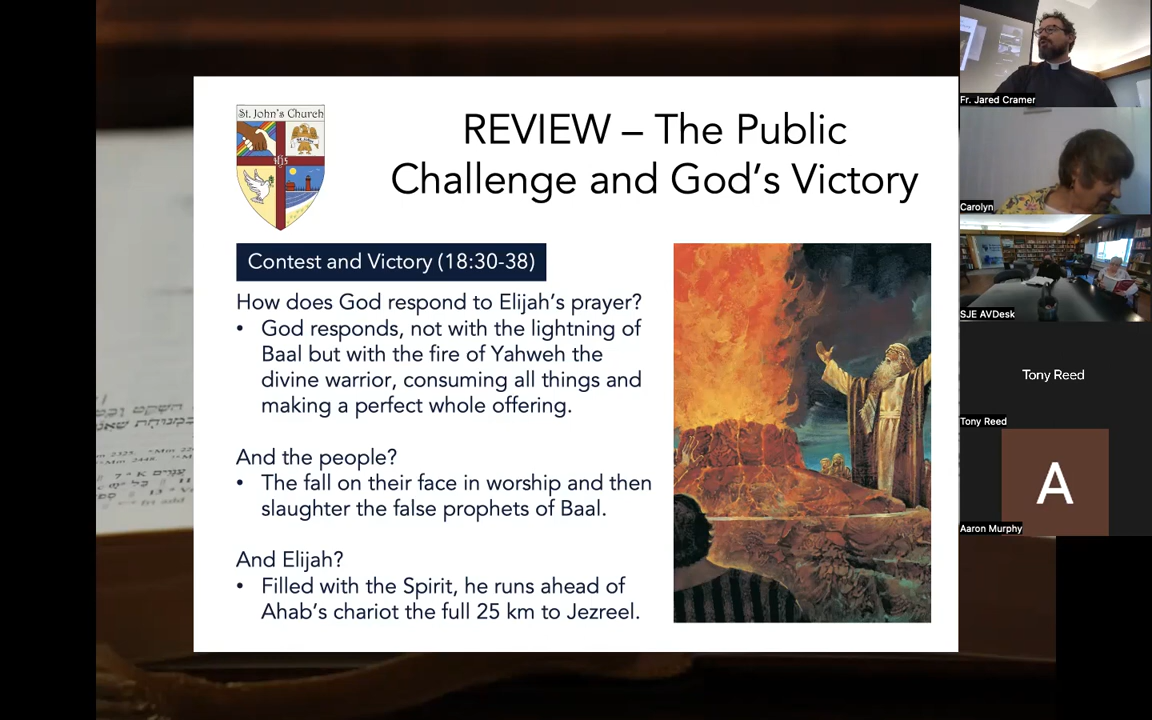 St. John's Church
REVIEW – The Public
Challenge and God's Victory
Contest and Victory (18:30-38)
How does God respond to Elijah's prayer?
• God responds, not with the lightning of
Baal but with the fire of Yahweh the
divine warrior, consuming all things and
making a perfect whole offering.
And the people?
• The fall on their face in worship and then
slaughter the false prophets of Baal.
And Elijah?
• Filled with the Spirit, he runs ahead of
Ahab's chariot the full 25 km to Jezreel.
Fr. Jared Cramer
Carolyn
SJE AVDesk
Tony Reed
Tony Reed
A
Aaron Murphy